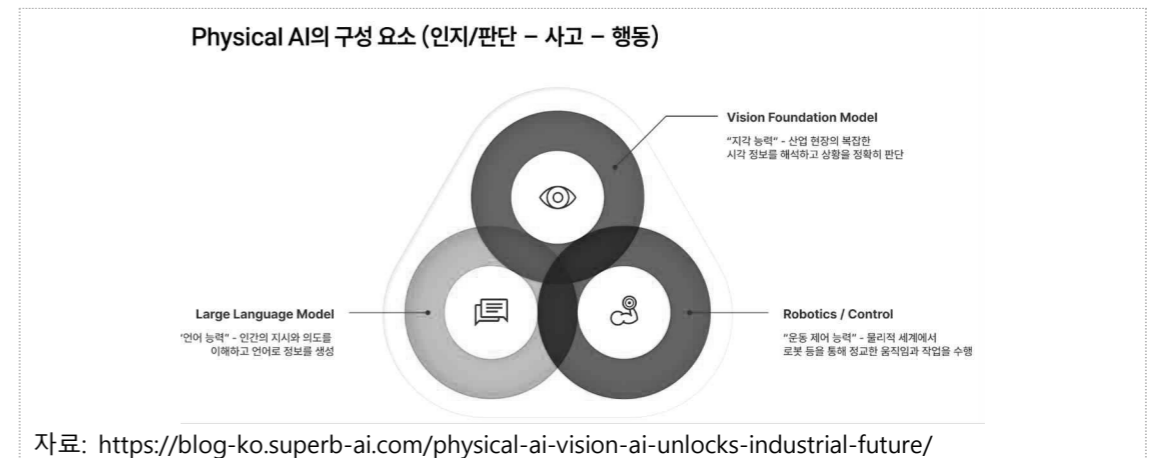 Physical AI의 구성 요소 (인지/판단 – 사고 – 행동)
Vision Foundation Model
"지각 능력" - 산업 현장의 복잡한
시각 정보를 해석하고 상황을 정확히 판단
Large Language Model
"언어 능력" - 인간의 지시와 의도를
이해하고 언어로 정보를 생성
Robotics / Control
"운동 제어 능력" - 물리적 세계에서
로봇 등을 통해 정교한 움직임과 작업을 수행
자료: https://blog-ko.superb-ai.com/physical-ai-vision-ai-unlocks-industrial-future/